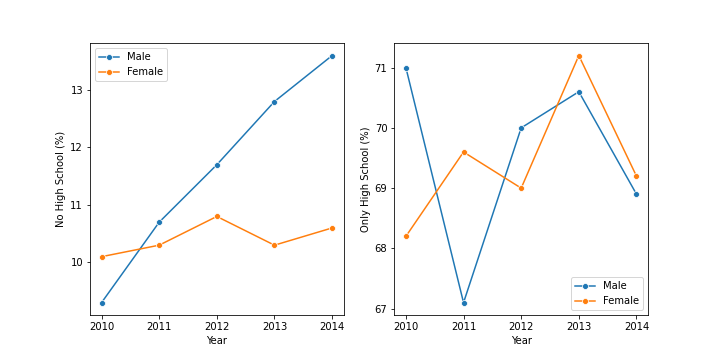 Male
Female
No High School (%)
13
12
11
10
2010 2011 2012 2013 2014
Year
Only High School (%)
71
70
69
68
67
Male
Female
2010 2011 2012 2013 2014
Year